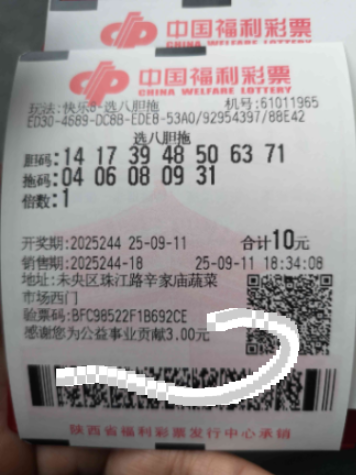 中国福利彩票
CHINA WELFARE LOTTERY
中国福利彩票
CHINA WELFARE LOTTERY
玩法:快乐8-选八胆拖 机号:61011965
ED30-4689-DC8B-EDE8-53A0/92954397/88E42
选八胆拖
胆码:14 17 39 48 50 63 71
拖码:04 06 08 09 31
倍数:1
开奖期:2025244 25-09-11 合计10元
销售期:2025244-18 25-09-11 18:34:08
地址:未央区珠江路辛家庙蔬菜
市场西门
验票码:BFC98522F1B692CE
感谢您为公益事业贡献3.00元
陕西省福利彩票发行中心承销